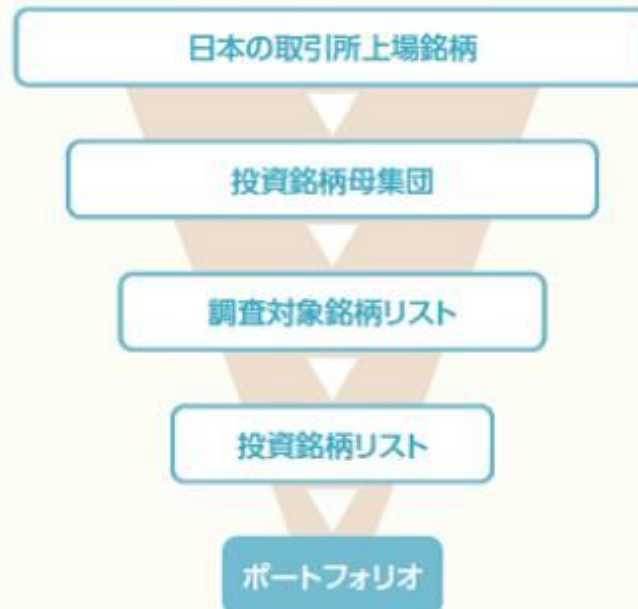 日本の取引所上場銘柄
投資銘柄母集団
調査対象銘柄リスト
投資銘柄リスト
ポートフォリオ